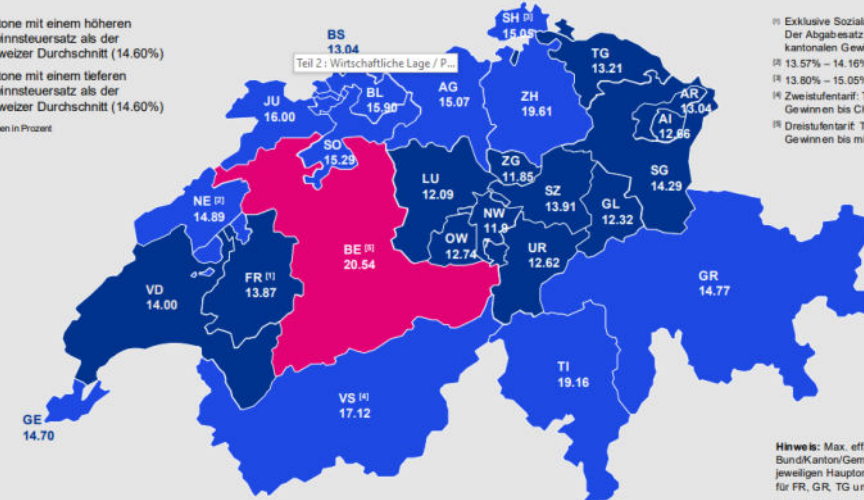 tone mit einem höheren
winnsteuersatz als der
weizer Durchschnitt (14.60%)
tone mit einem tieferen
winnsteuersatz als der
weizer Durchschnitt (14.60%)
en in Prozent
BS
13.04
Teil 2 : Wirtschaftliche Lage / P...
SH [3]
15.05
TG
13.21
JU
16.00
BL
15.90
AG
15.07
ZH
19.61
AR
13.04
AI
12.66
SO
15.29
ZG
11.85
LU
12.09
SZ
13.91
SG
14.29
GL
12.32
NE [2]
14.89
NW
11.9
OW
12.74
UR
12.62
BE [5]
20.54
FR [1]
13.87
VD
14.00
GR
14.77
TI
19.16
VS [4]
17.12
GE
14.70
[1] Exklusive Sozial
Der Abgabesatz
kantonalen Gew
[2] 13.57% – 14.16%
[3] 13.80% – 15.05%
[4] Zweistufentarif: T
Gewinnen bis C
[5] Dreistufentarif: T
Gewinnen bis mi
Hinweis: Max. eff
Bund/Kanton/Gem
jeweiligen Hauptor
für FR, GR, TG u